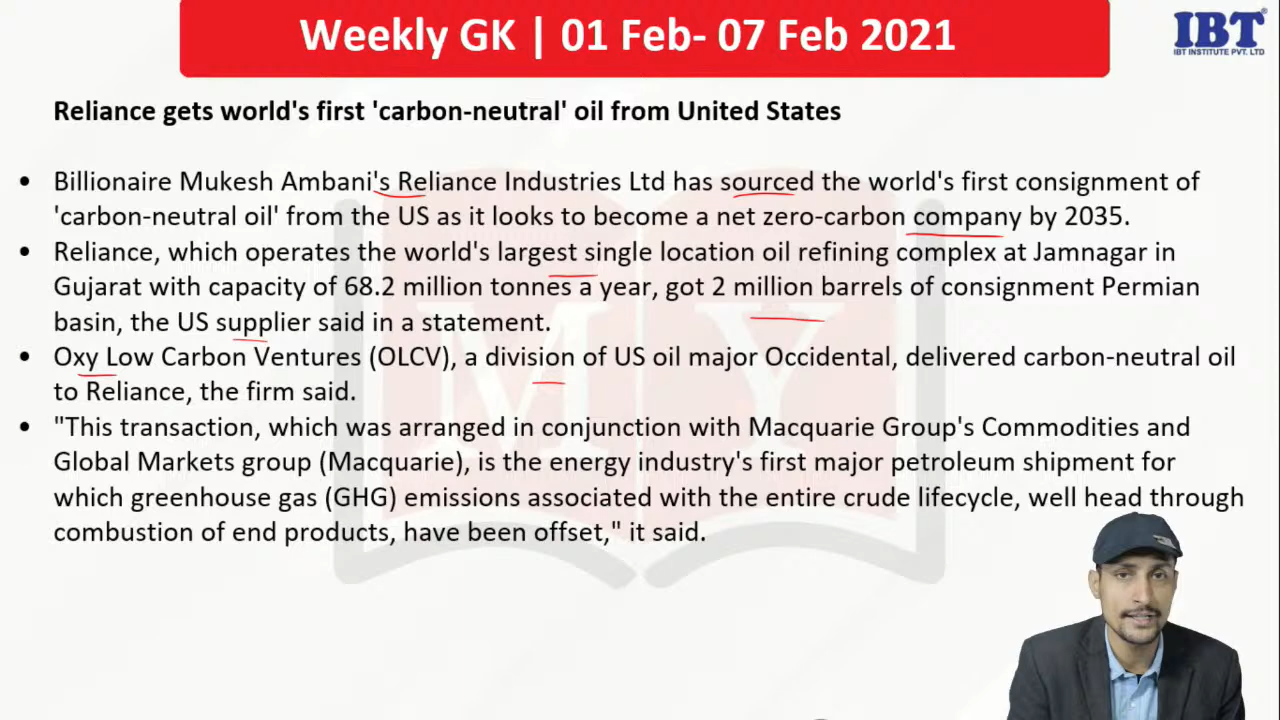 Weekly GK | 01 Feb- 07 Feb 2021
IBT
IBT INSTITUTE PVT. LTD
Reliance gets world's first 'carbon-neutral' oil from United States
• Billionaire Mukesh Ambani's Reliance Industries Ltd has sourced the world's first consignment of
'carbon-neutral oil' from the US as it looks to become a net zero-carbon company by 2035.
• Reliance, which operates the world's largest single location oil refining complex at Jamnagar in
Gujarat with capacity of 68.2 million tonnes a year, got 2 million barrels of consignment Permian
basin, the US supplier said in a statement.
• Oxy Low Carbon Ventures (OLCV), a division of US oil major Occidental, delivered carbon-neutral oil
to Reliance, the firm said.
• "This transaction, which was arranged in conjunction with Macquarie Group's Commodities and
Global Markets group (Macquarie), is the energy industry's first major petroleum shipment for
which greenhouse gas (GHG) emissions associated with the entire crude lifecycle, well head through
combustion of end products, have been offset," it said.
M Y